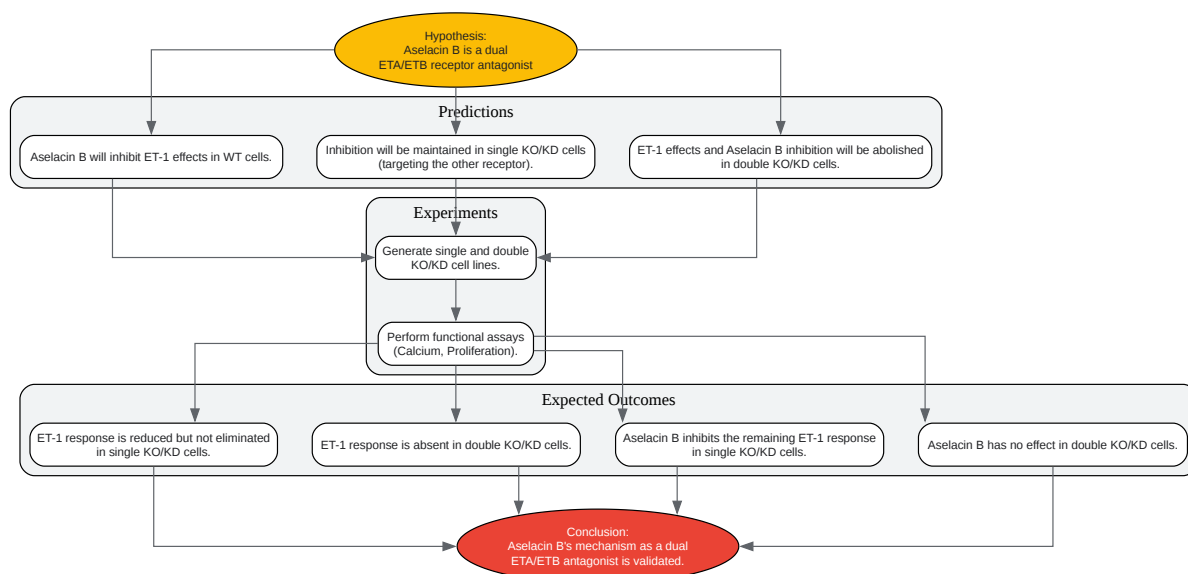 Hypothesis:
Aselacin B is a dual
ETA/ETB receptor antagonist
Predictions
Aselacin B will inhibit ET-1 effects in WT cells.
Inhibition will be maintained in single KO/KD cells
(targeting the other receptor).
ET-1 effects and Aselacin B inhibition will be abolished
in double KO/KD cells.
Experiments
Generate single and double
KO/KD cell lines.
Perform functional assays
(Calcium, Proliferation).
Expected Outcomes
ET-1 response is reduced but not eliminated
in single KO/KD cells.
ET-1 response is absent in double KO/KD cells.
Aselacin B inhibits the remaining ET-1 response
in single KO/KD cells.
Aselacin B has no effect in double KO/KD cells.
Conclusion:
Aselacin B's mechanism as a dual
ETA/ETB antagonist is validated.